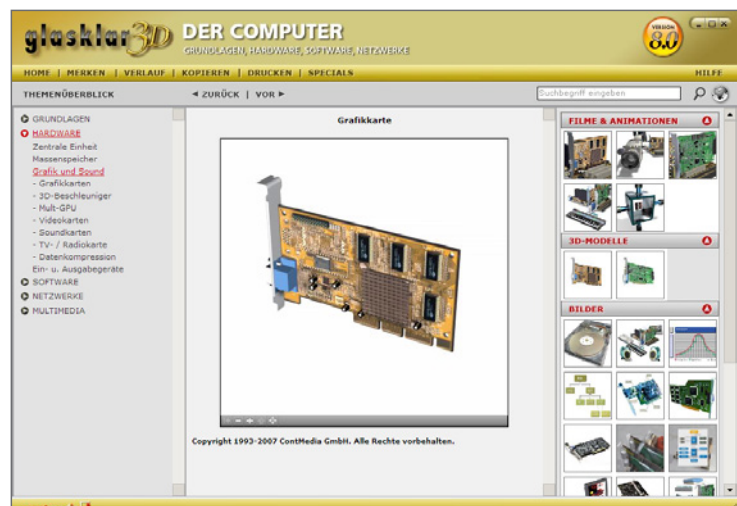 glasklar3D
DER COMPUTER
GRUNDLAGEN, HARDWARE, SOFTWARE, NETZWERKE
VERSION
8.0
HOME | MERKEN | VERLAUF | KOPIEREN | DRUCKEN | SPECIALS
HILFE
THEMENÜBERBLICK
◄ ZURÜCK | VOR ►
Suchbegriff eingeben
GRUNDLAGEN
HARDWARE
Zentrale Einheit
Massenspeicher
Grafik und Sound
- Grafikkarten
- 3D-Beschleuniger
- Mult-GPU
- Videokarten
- Soundkarten
- TV- / Radiokarte
- Datenkompression
Ein- u. Ausgabegeräte
SOFTWARE
NETZWERKE
MULTIMEDIA
Grafikkarte
Copyright 1993-2007 ContMedia GmbH. Alle Rechte vorbehalten.
FILME & ANIMATIONEN
3D-MODELLE
BILDER